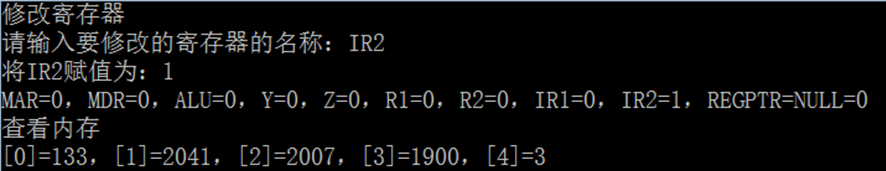 修改寄存器
请输入要修改的寄存器的名称：IR2
将IR2赋值为：1
MAR=0，MDR=0，ALU=0，Y=0，Z=0，R1=0，R2=0，IR1=0，IR2=1，REGPTR=NULL=0
查看内存
[0]=133，[1]=2041，[2]=2007，[3]=1900，[4]=3